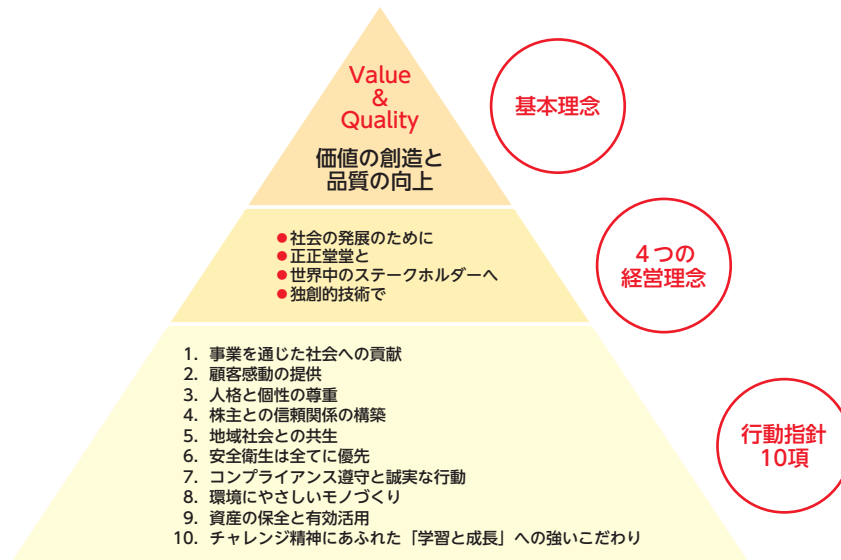 Value
&
Quality
価値の創造と
品質の向上
基本理念
●社会の発展のために
●正正堂堂と
●世界中のステークホルダーへ
●独創的技術で
4つの
経営理念
1. 事業を通じた社会への貢献
2. 顧客感動の提供
3. 人格と個性の尊重
4. 株主との信頼関係の構築
5. 地域社会との共生
6. 安全衛生は全てに優先
7. コンプライアンス遵守と誠実な行動
8. 環境にやさしいモノづくり
9. 資産の保全と有効活用
10. チャレンジ精神にあふれた「学習と成長」への強いこだわり
行動指針
10項